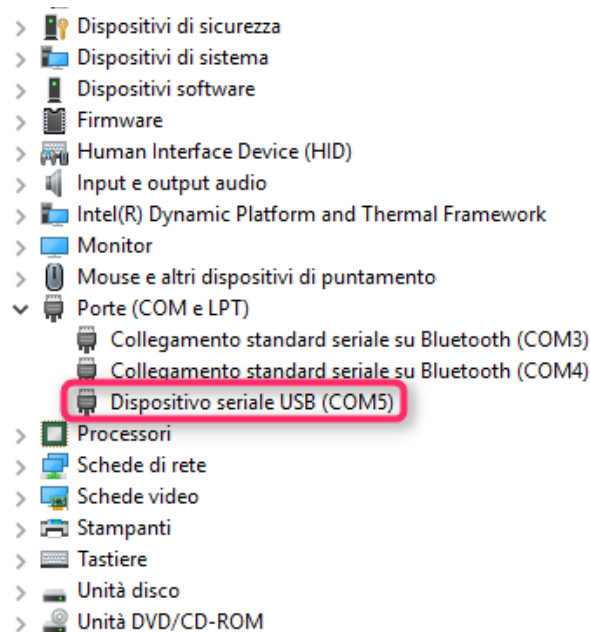 Dispositivi di sicurezza
Dispositivi di sistema
Dispositivi software
Firmware
Human Interface Device (HID)
Input e output audio
Intel(R) Dynamic Platform and Thermal Framework
Monitor
Mouse e altri dispositivi di puntamento
Porte (COM e LPT)
Collegamento standard seriale su Bluetooth (COM3)
Collegamento standard seriale su Bluetooth (COM4)
Dispositivo seriale USB (COM5)
Processori
Schede di rete
Schede video
Stampanti
Tastiere
Unità disco
Unità DVD/CD-ROM